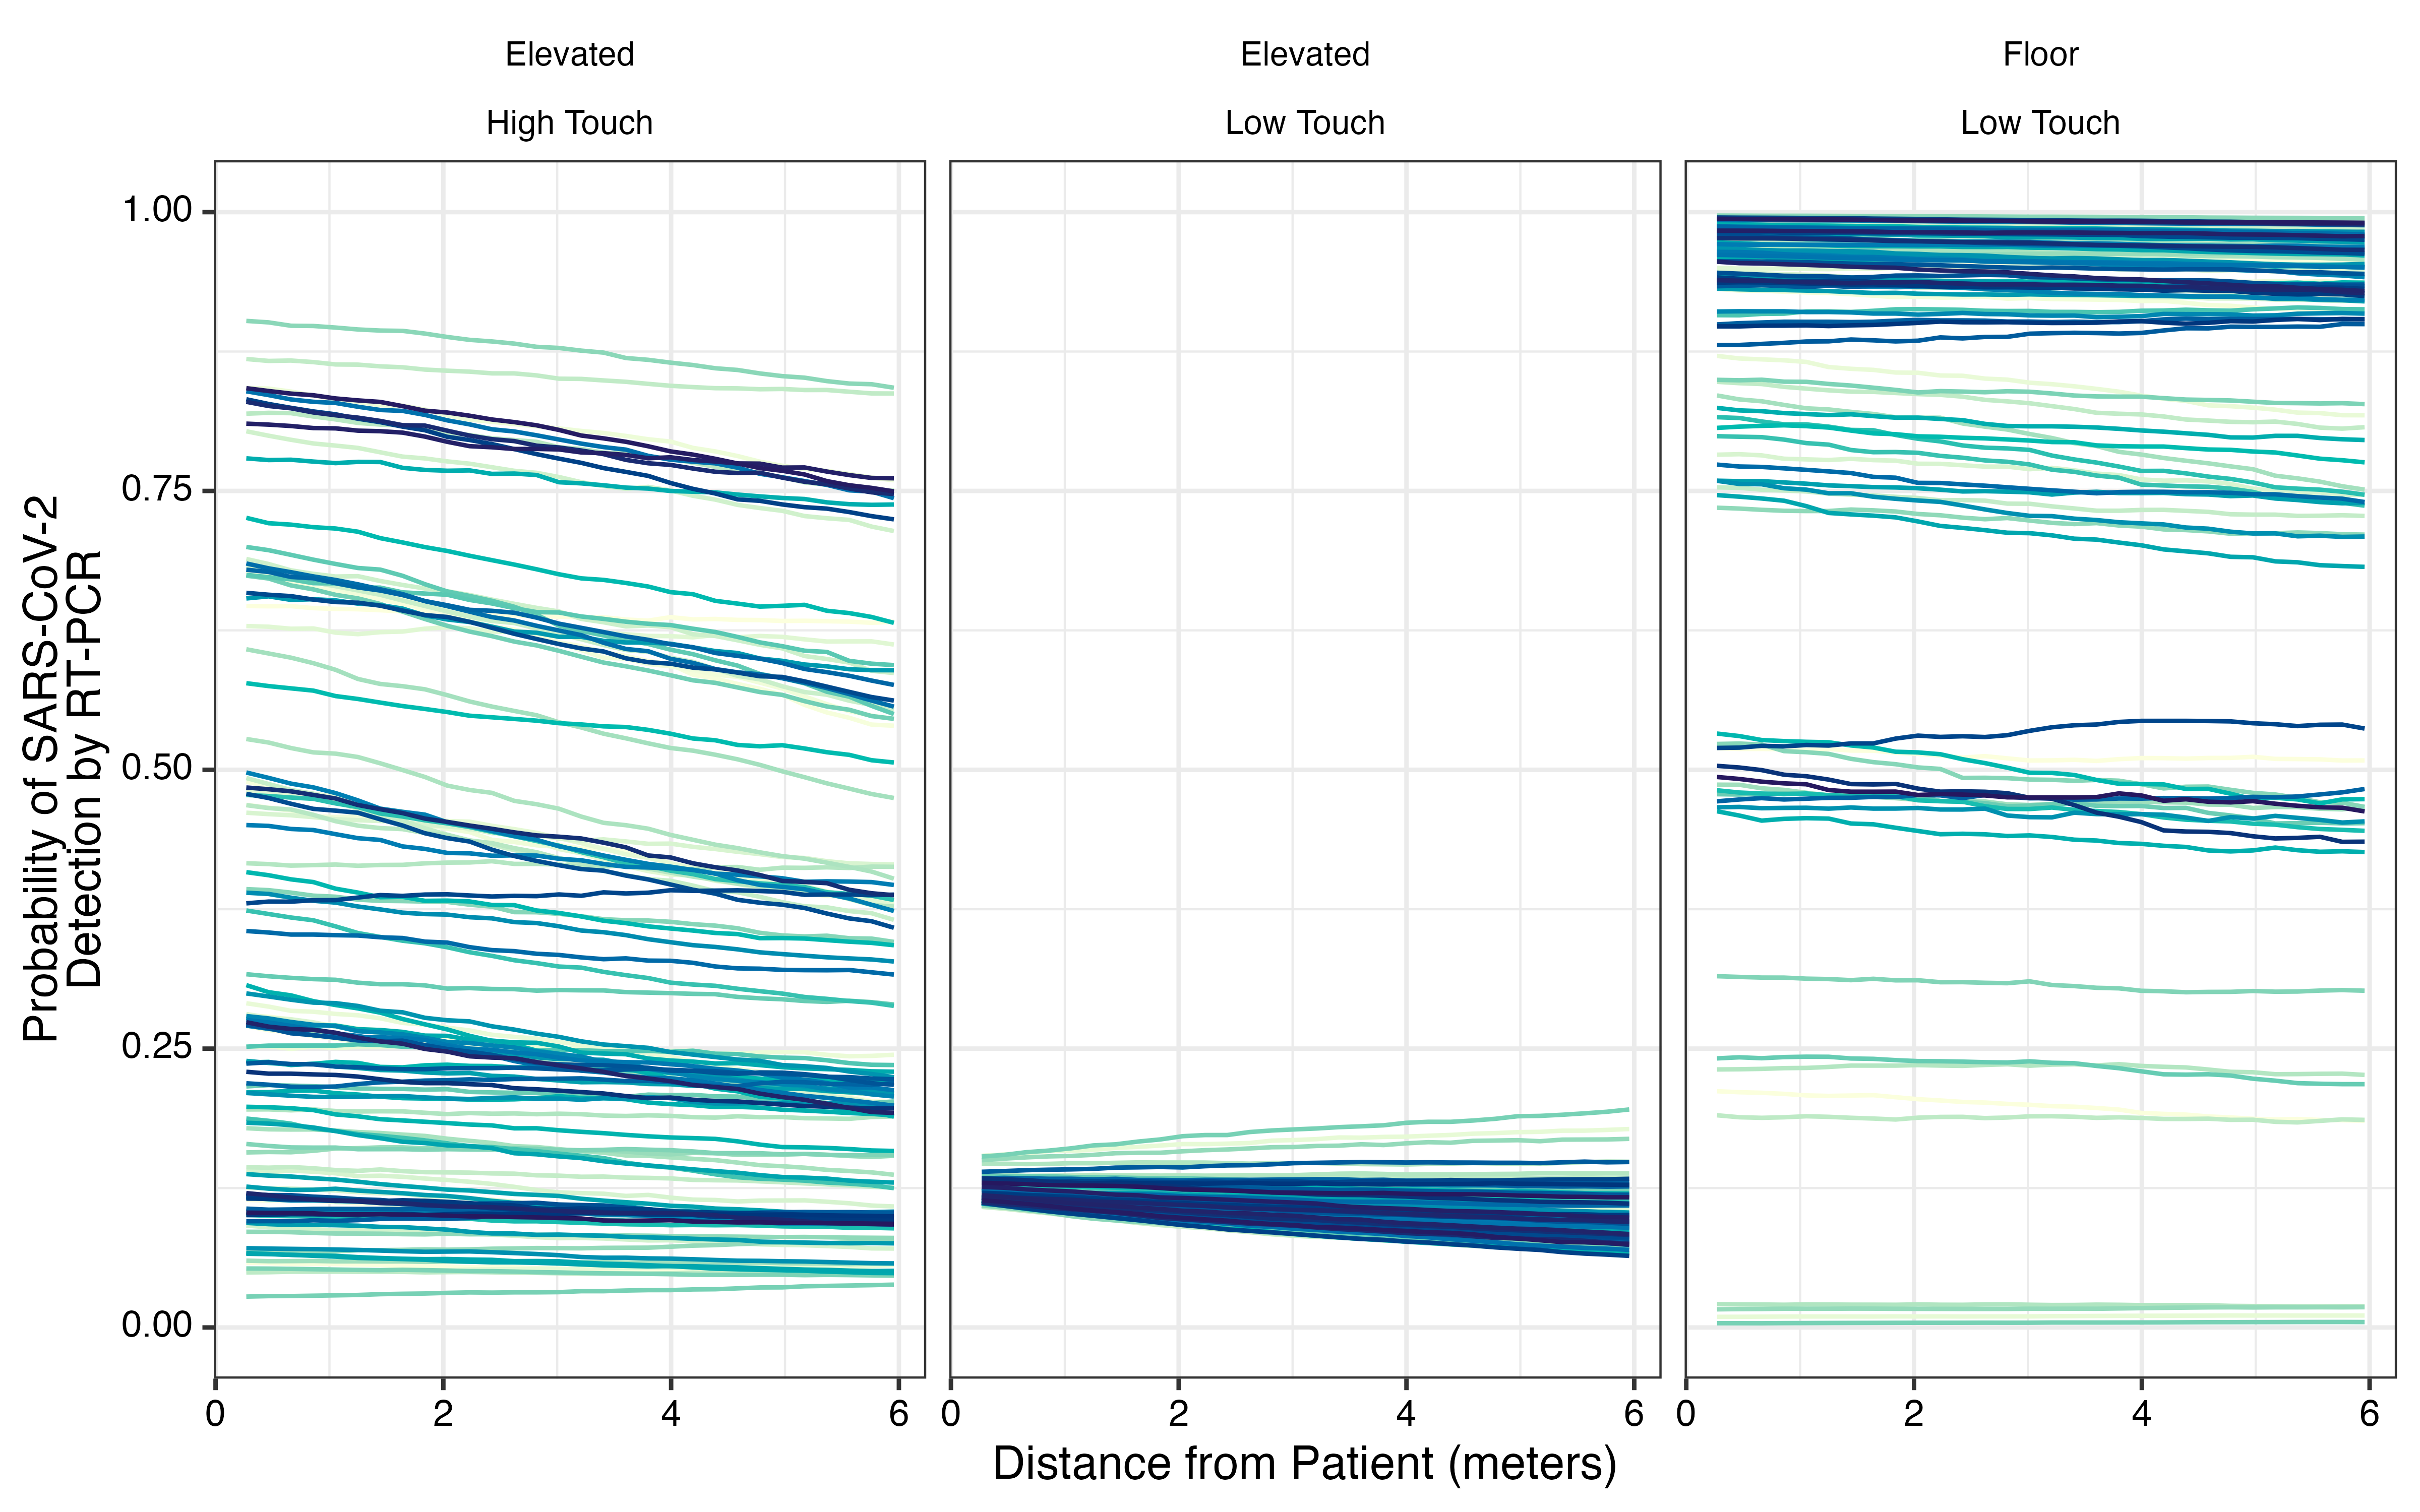 Elevated
High Touch
Elevated
Low Touch
Floor
Low Touch
Probability of SARS-CoV-2
Detection by RT-PCR
1.00
0.75
0.50
0.25
0.00
0 2 4 6
0 2 4 6
0 2 4 6
Distance from Patient (meters)